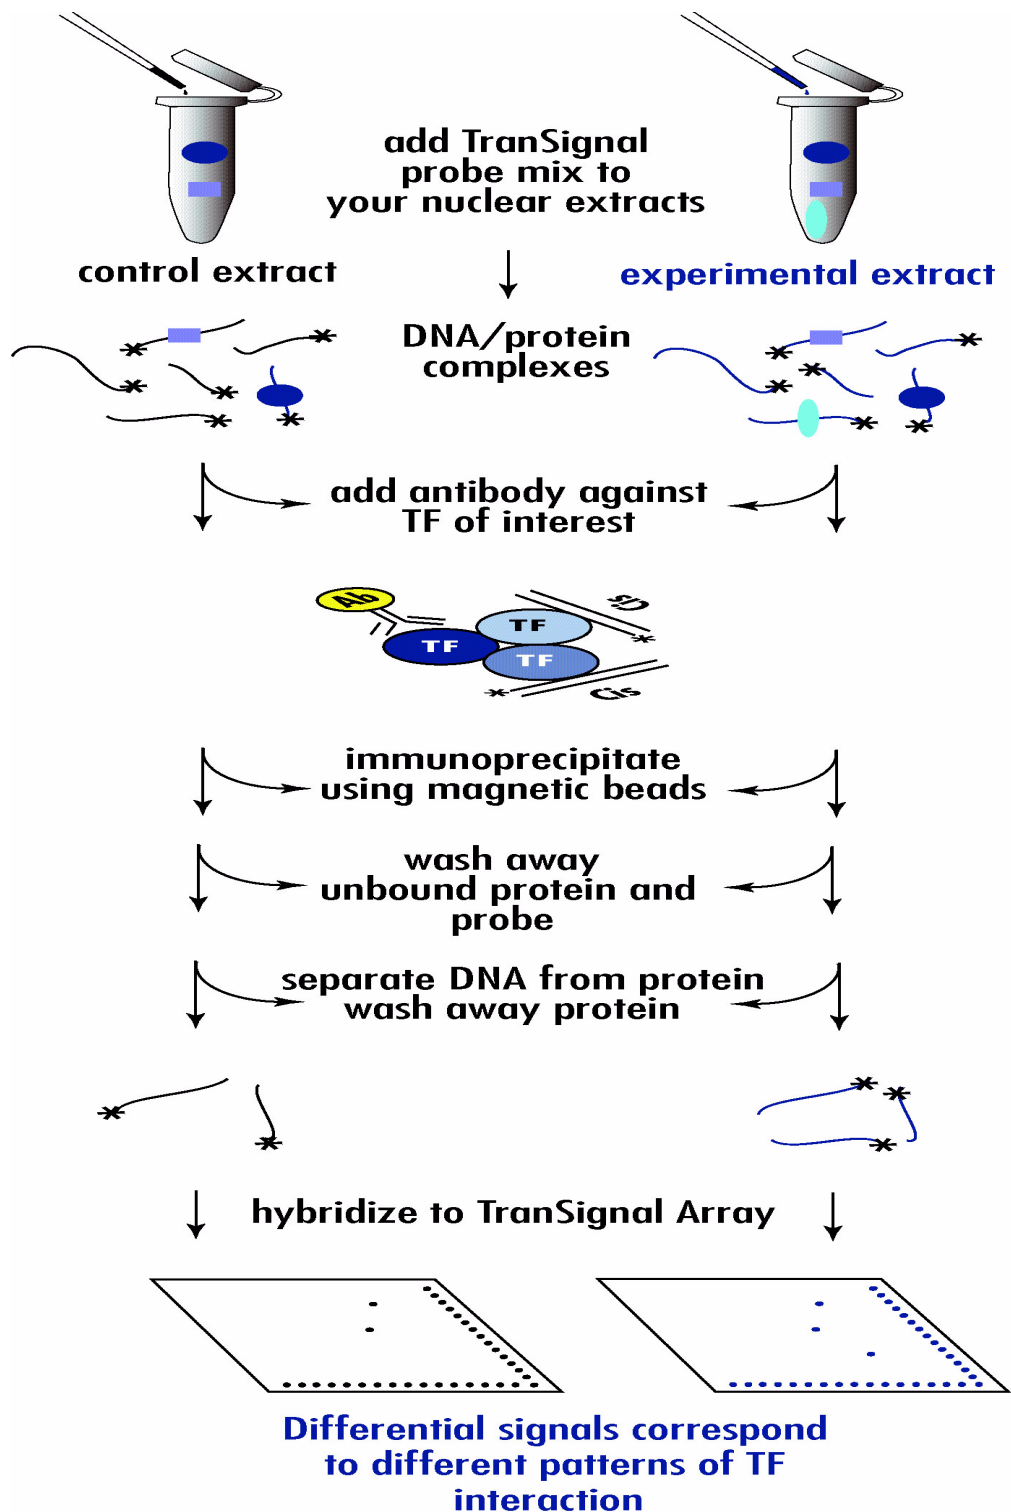 add TranSignal
probe mix to
your nuclear extracts
control extract
experimental extract
DNA/protein
complexes
add antibody against
TF of interest
Ab
Cis
TF
TF
TF
Cis
immunoprecipitate
using magnetic beads
wash away
unbound protein and
probe
separate DNA from protein
wash away protein
hybridize to TranSignal Array
Differential signals correspond
to different patterns of TF
interaction